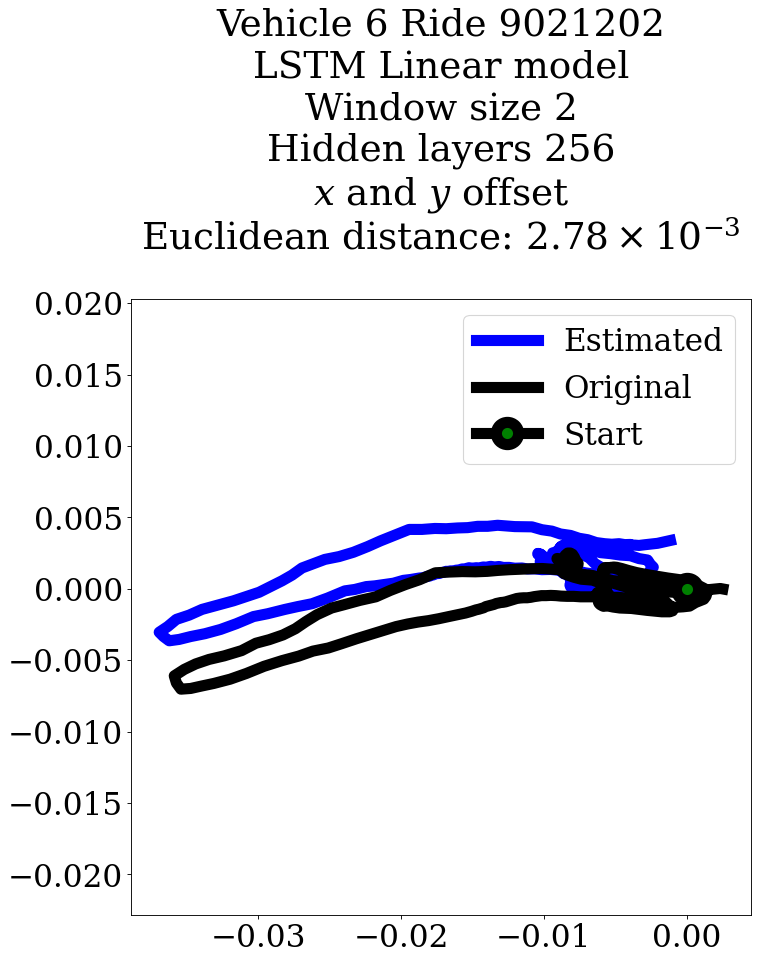 Vehicle 6 Ride 9021202
LSTM Linear model
Window size 2
Hidden layers 256
x and y offset
Euclidean distance: 2.78 × 10⁻³
0.020
0.015
0.010
0.005
0.000
−0.005
−0.010
−0.015
−0.020
Estimated
Original
Start
−0.03 −0.02 −0.01 0.00